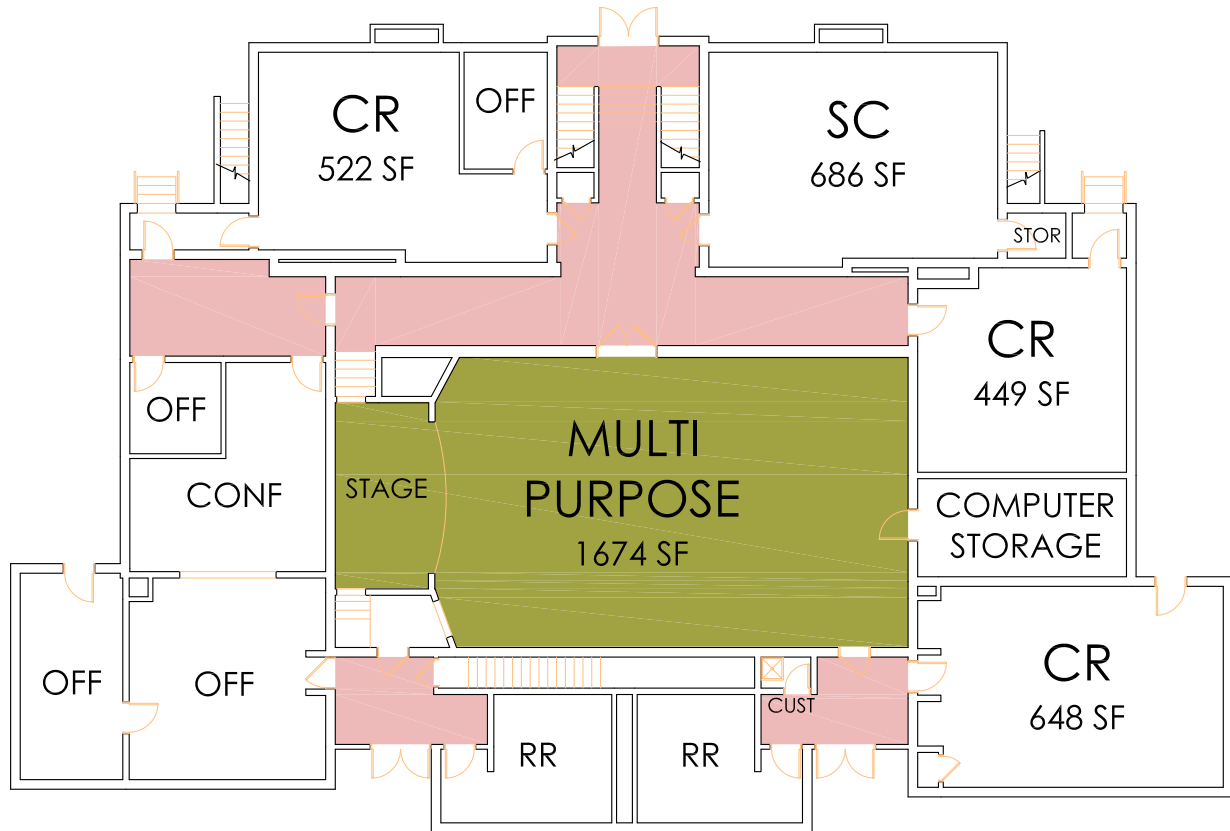 CR
522 SF
OFF
SC
686 SF
STOR
CR
449 SF
OFF
CONF
STAGE
MULTI
PURPOSE
1674 SF
COMPUTER
STORAGE
OFF
OFF
RR
RR
CUST
CR
648 SF